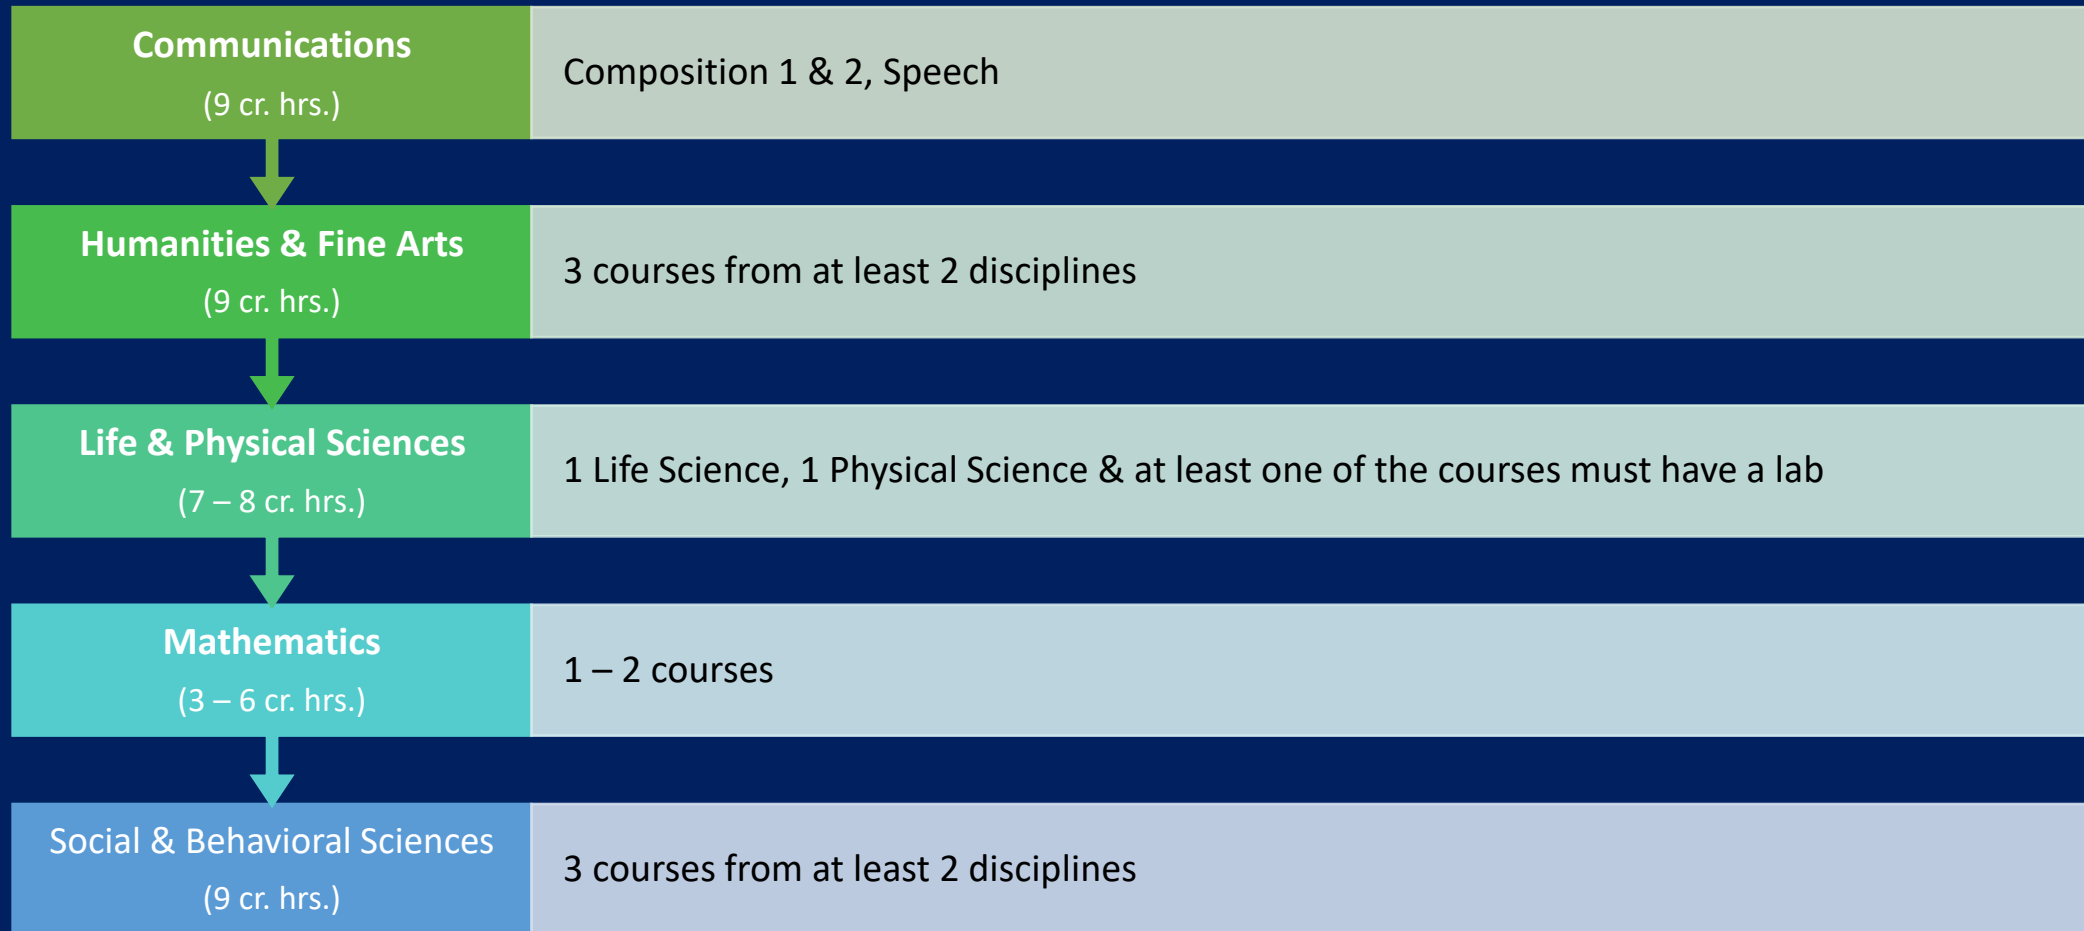 Communications
(9 cr. hrs.)
Composition 1 & 2, Speech
Humanities & Fine Arts
(9 cr. hrs.)
3 courses from at least 2 disciplines
Life & Physical Sciences
(7 – 8 cr. hrs.)
1 Life Science, 1 Physical Science & at least one of the courses must have a lab
Mathematics
(3 – 6 cr. hrs.)
1 – 2 courses
Social & Behavioral Sciences
(9 cr. hrs.)
3 courses from at least 2 disciplines